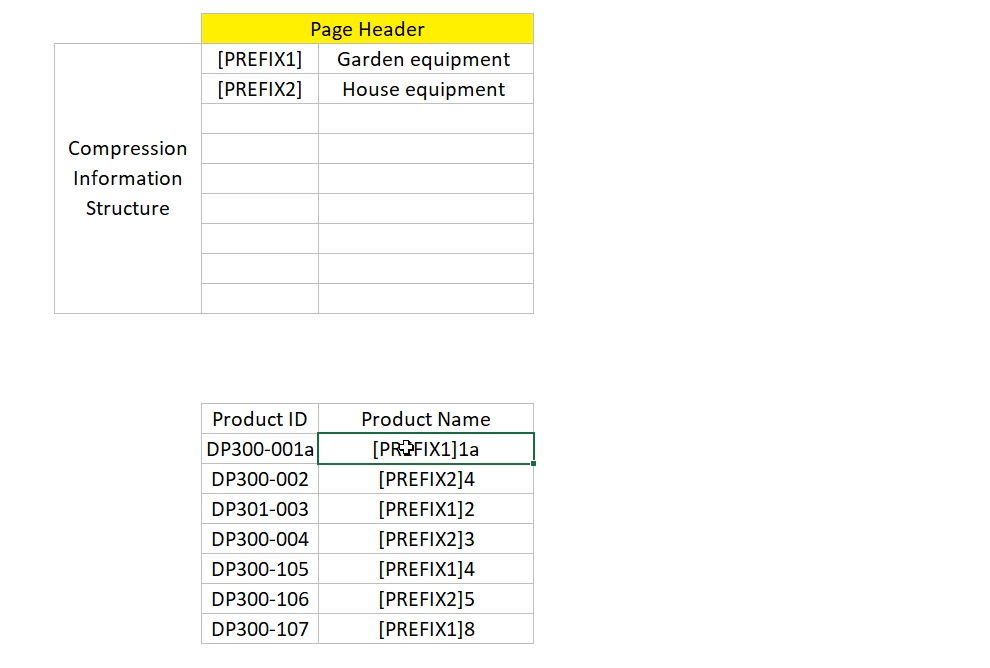 Page Header
[PREFIX1] Garden equipment
[PREFIX2] House equipment
Compression
Information
Structure
Product ID Product Name
DP300-001a [PREFIX1]1a
DP300-002 [PREFIX2]4
DP301-003 [PREFIX1]2
DP300-004 [PREFIX2]3
DP300-105 [PREFIX1]4
DP300-106 [PREFIX2]5
DP300-107 [PREFIX1]8